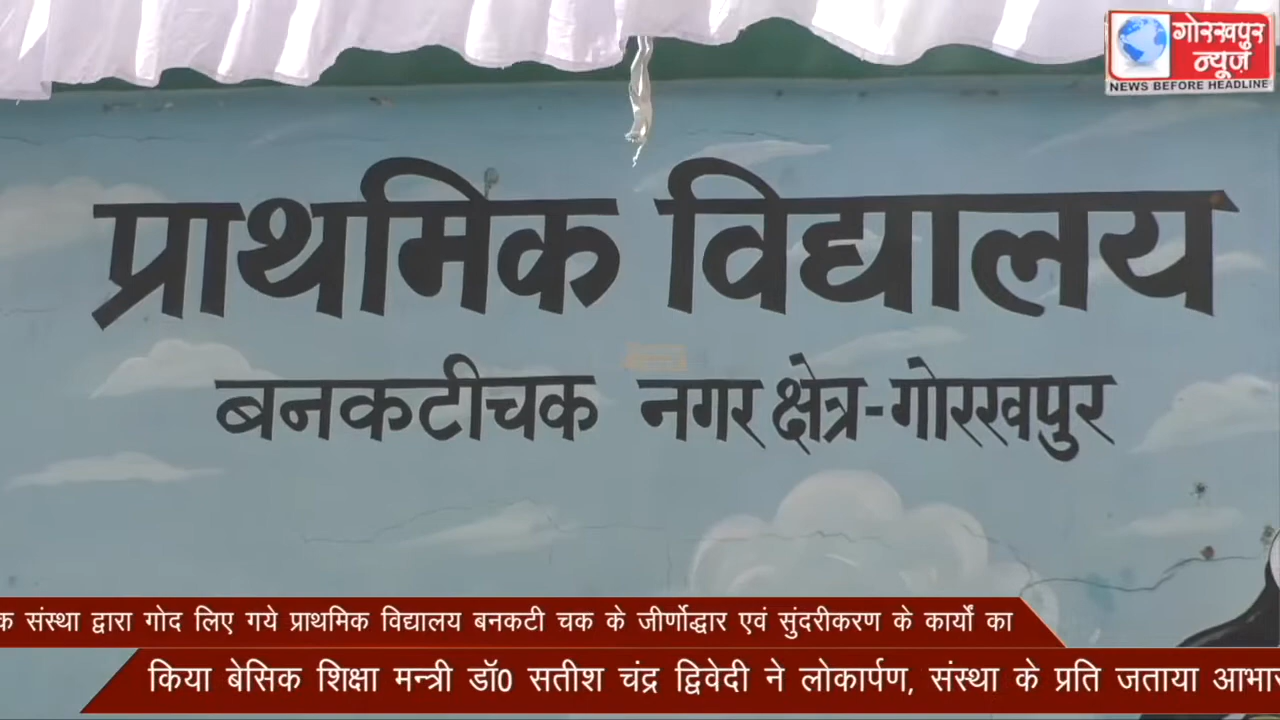 गोरखपुर
न्यूज़
NEWS BEFORE HEADLINE
प्राथमिक विद्यालय
बनकटीचक नगर क्षेत्र-गोरखपुर
संस्था द्वारा गोद लिए गये प्राथमिक विद्यालय बनकटी चक के जीर्णोद्धार एवं सुंदरीकरण के कार्यों का
किया बेसिक शिक्षा मन्त्री डॉ0 सतीश चंद्र द्विवेदी ने लोकार्पण, संस्था के प्रति जताया आभार